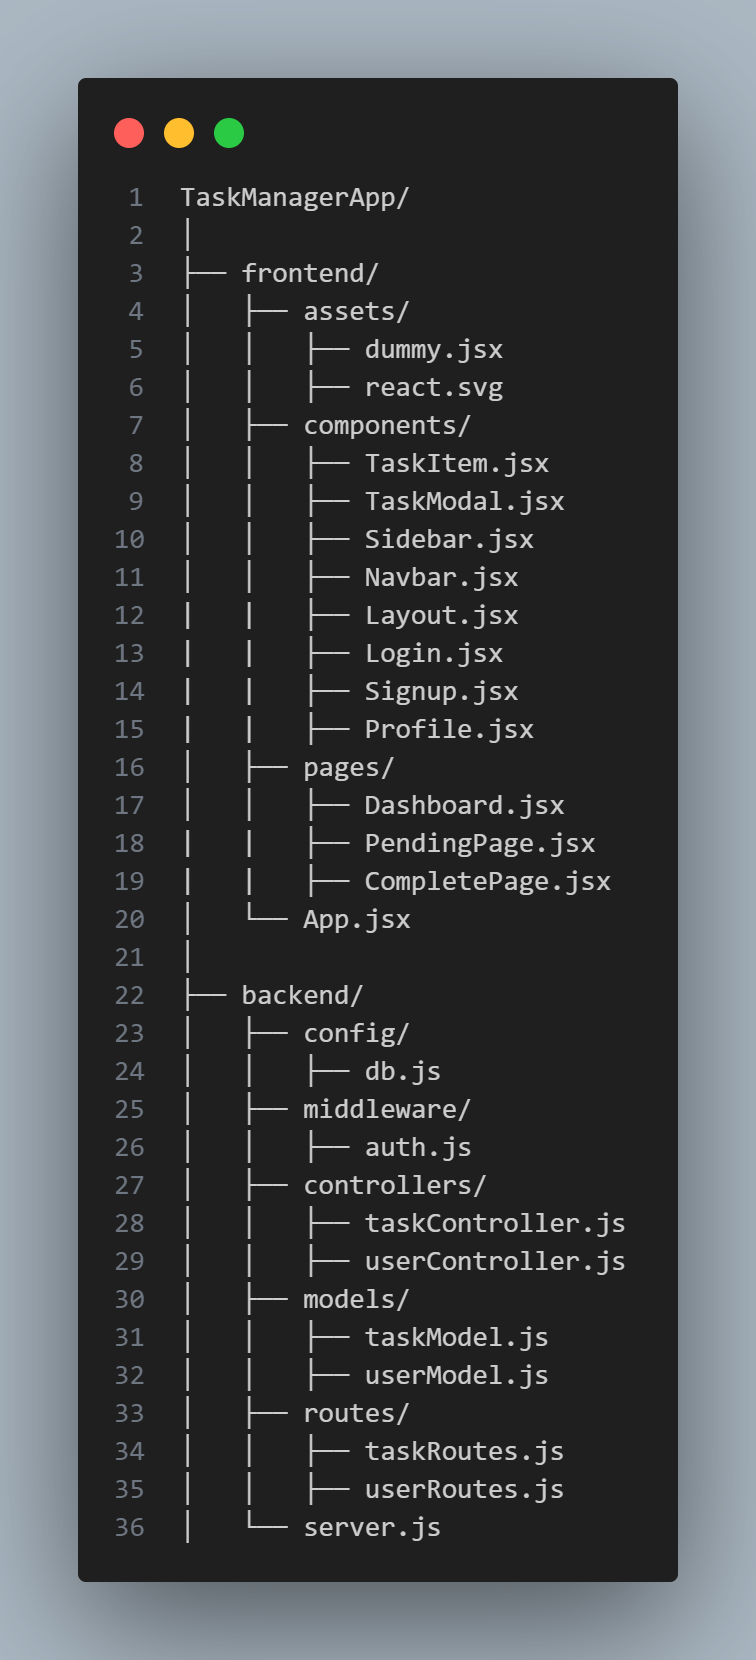 1 TaskManagerApp/
2 │
3 ├── frontend/
4 │   ├── assets/
5 │   │   ├── dummy.jsx
6 │   │   ├── react.svg
7 │   ├── components/
8 │   │   ├── TaskItem.jsx
9 │   │   ├── TaskModal.jsx
10 │   │   ├── Sidebar.jsx
11 │   │   ├── Navbar.jsx
12 |   |   ├── Layout.jsx
13 |   |   ├── Login.jsx
14 |   |   ├── Signup.jsx
15 |   |   ├── Profile.jsx
16 │   ├── pages/
17 │   │   ├── Dashboard.jsx
18 |   |   ├── PendingPage.jsx
19 |   |   ├── CompletePage.jsx
20 │   └── App.jsx
21 │
22 ├── backend/
23 │   ├── config/
24 │   │   ├── db.js
25 │   ├── middleware/
26 │   │   ├── auth.js
27 │   ├── controllers/
28 │   │   ├── taskController.js
29 │   │   ├── userController.js
30 │   ├── models/
31 │   │   ├── taskModel.js
32 │   │   ├── userModel.js
33 │   ├── routes/
34 │   │   ├── taskRoutes.js
35 │   │   ├── userRoutes.js
36 │   └── server.js